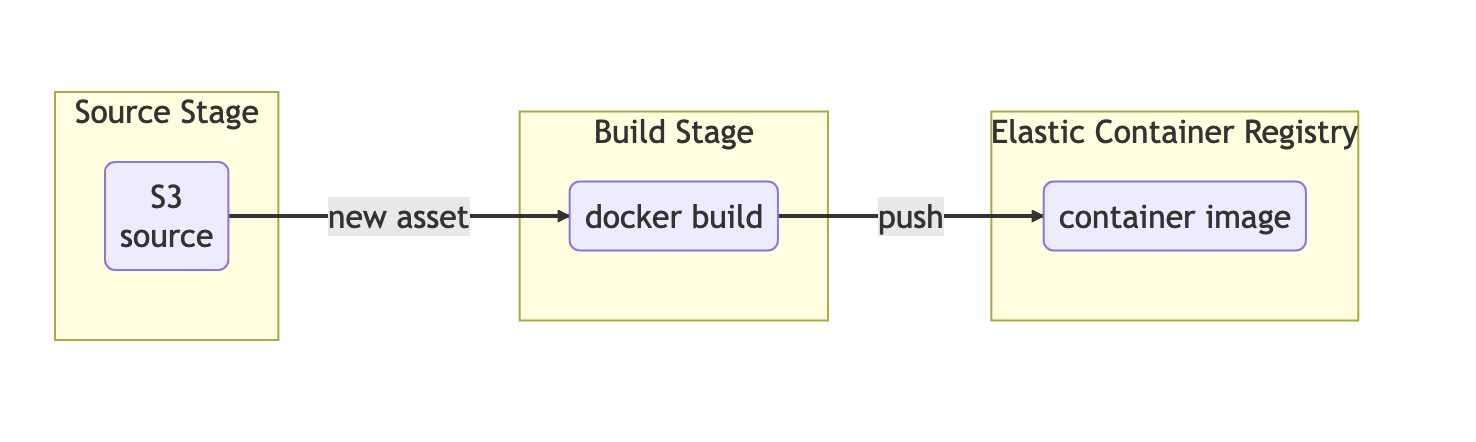 Source Stage
S3
source
new asset
Build Stage
docker build
push
Elastic Container Registry
container image